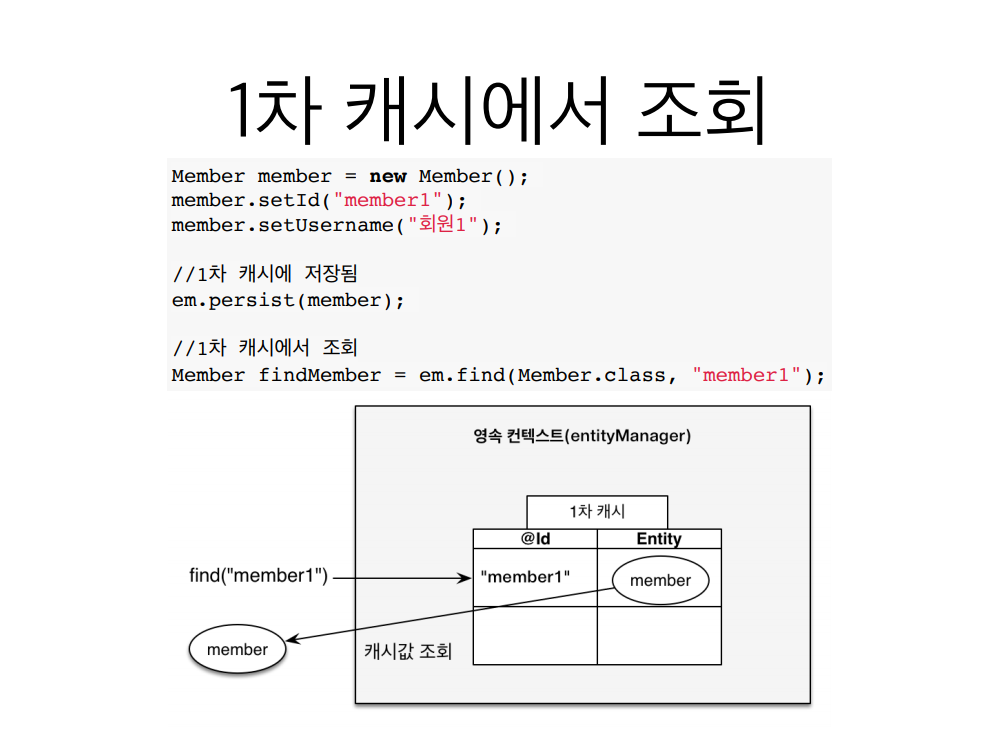 1차 캐시에서 조회
Member member = new Member();
member.setId("member1");
member.setUsername("회원1");
//1차 캐시에 저장됨
em.persist(member);
//1차 캐시에서 조회
Member findMember = em.find(Member.class, "member1");
영속 컨텍스트(entityManager)
1차 캐시
@Id Entity
find("member1") "member1" member
member 캐시값 조회